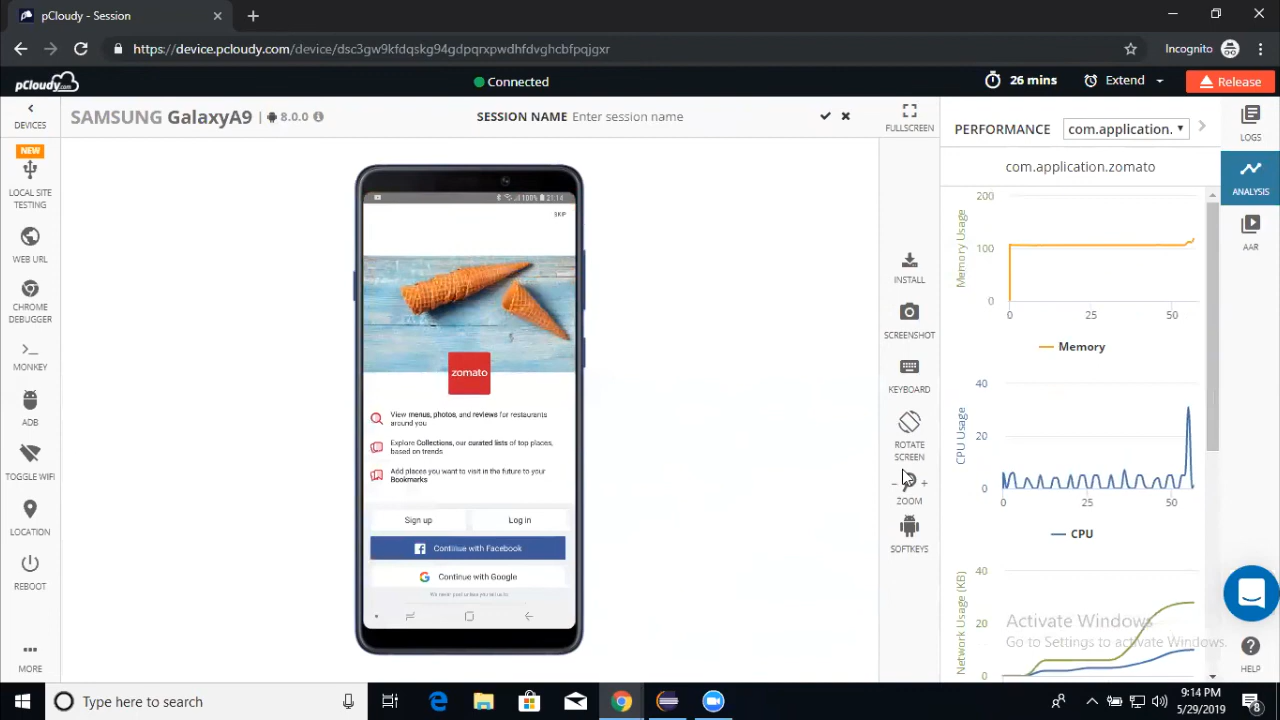 pCloudy - Session
https://device.pcloudy.com/device/dsc3gw9kfdqskg94gdpqrxpwdhfdvghcbfpqjgxr
Incognito
pCloudy.com
Connected
26 mins
Extend
Release
DEVICES
SAMSUNG GalaxyA9 | 8.0.0
SESSION NAME Enter session name
FULLSCREEN
PERFORMANCE
com.application.
LOGS
NEW
LOCAL SITE
TESTING
WEB URL
CHROME
DEBUGGER
MONKEY
ADB
TOGGLE WIFI
LOCATION
REBOOT
MORE
100% 21:14
SKIP
zomato
View menus, photos, and reviews for restaurants
around you
Explore Collections, our curated lists of top places,
based on trends
Add places you want to visit in the future to your
Bookmarks
Sign up
Log in
Continue with Facebook
Continue with Google
INSTALL
SCREENSHOT
KEYBOARD
ROTATE
SCREEN
- +
ZOOM
SOFTKEYS
com.application.zomato
Memory Usage
200
100
0
0 25 50
Memory
CPU Usage
40
20
0
0 25 50
CPU
Network Usage (KB)
40
20
0
ANALYSIS
AAR
HELP
Activate Windows
Go to Settings to activate Windows.
Type here to search
9:14 PM
5/29/2019
8